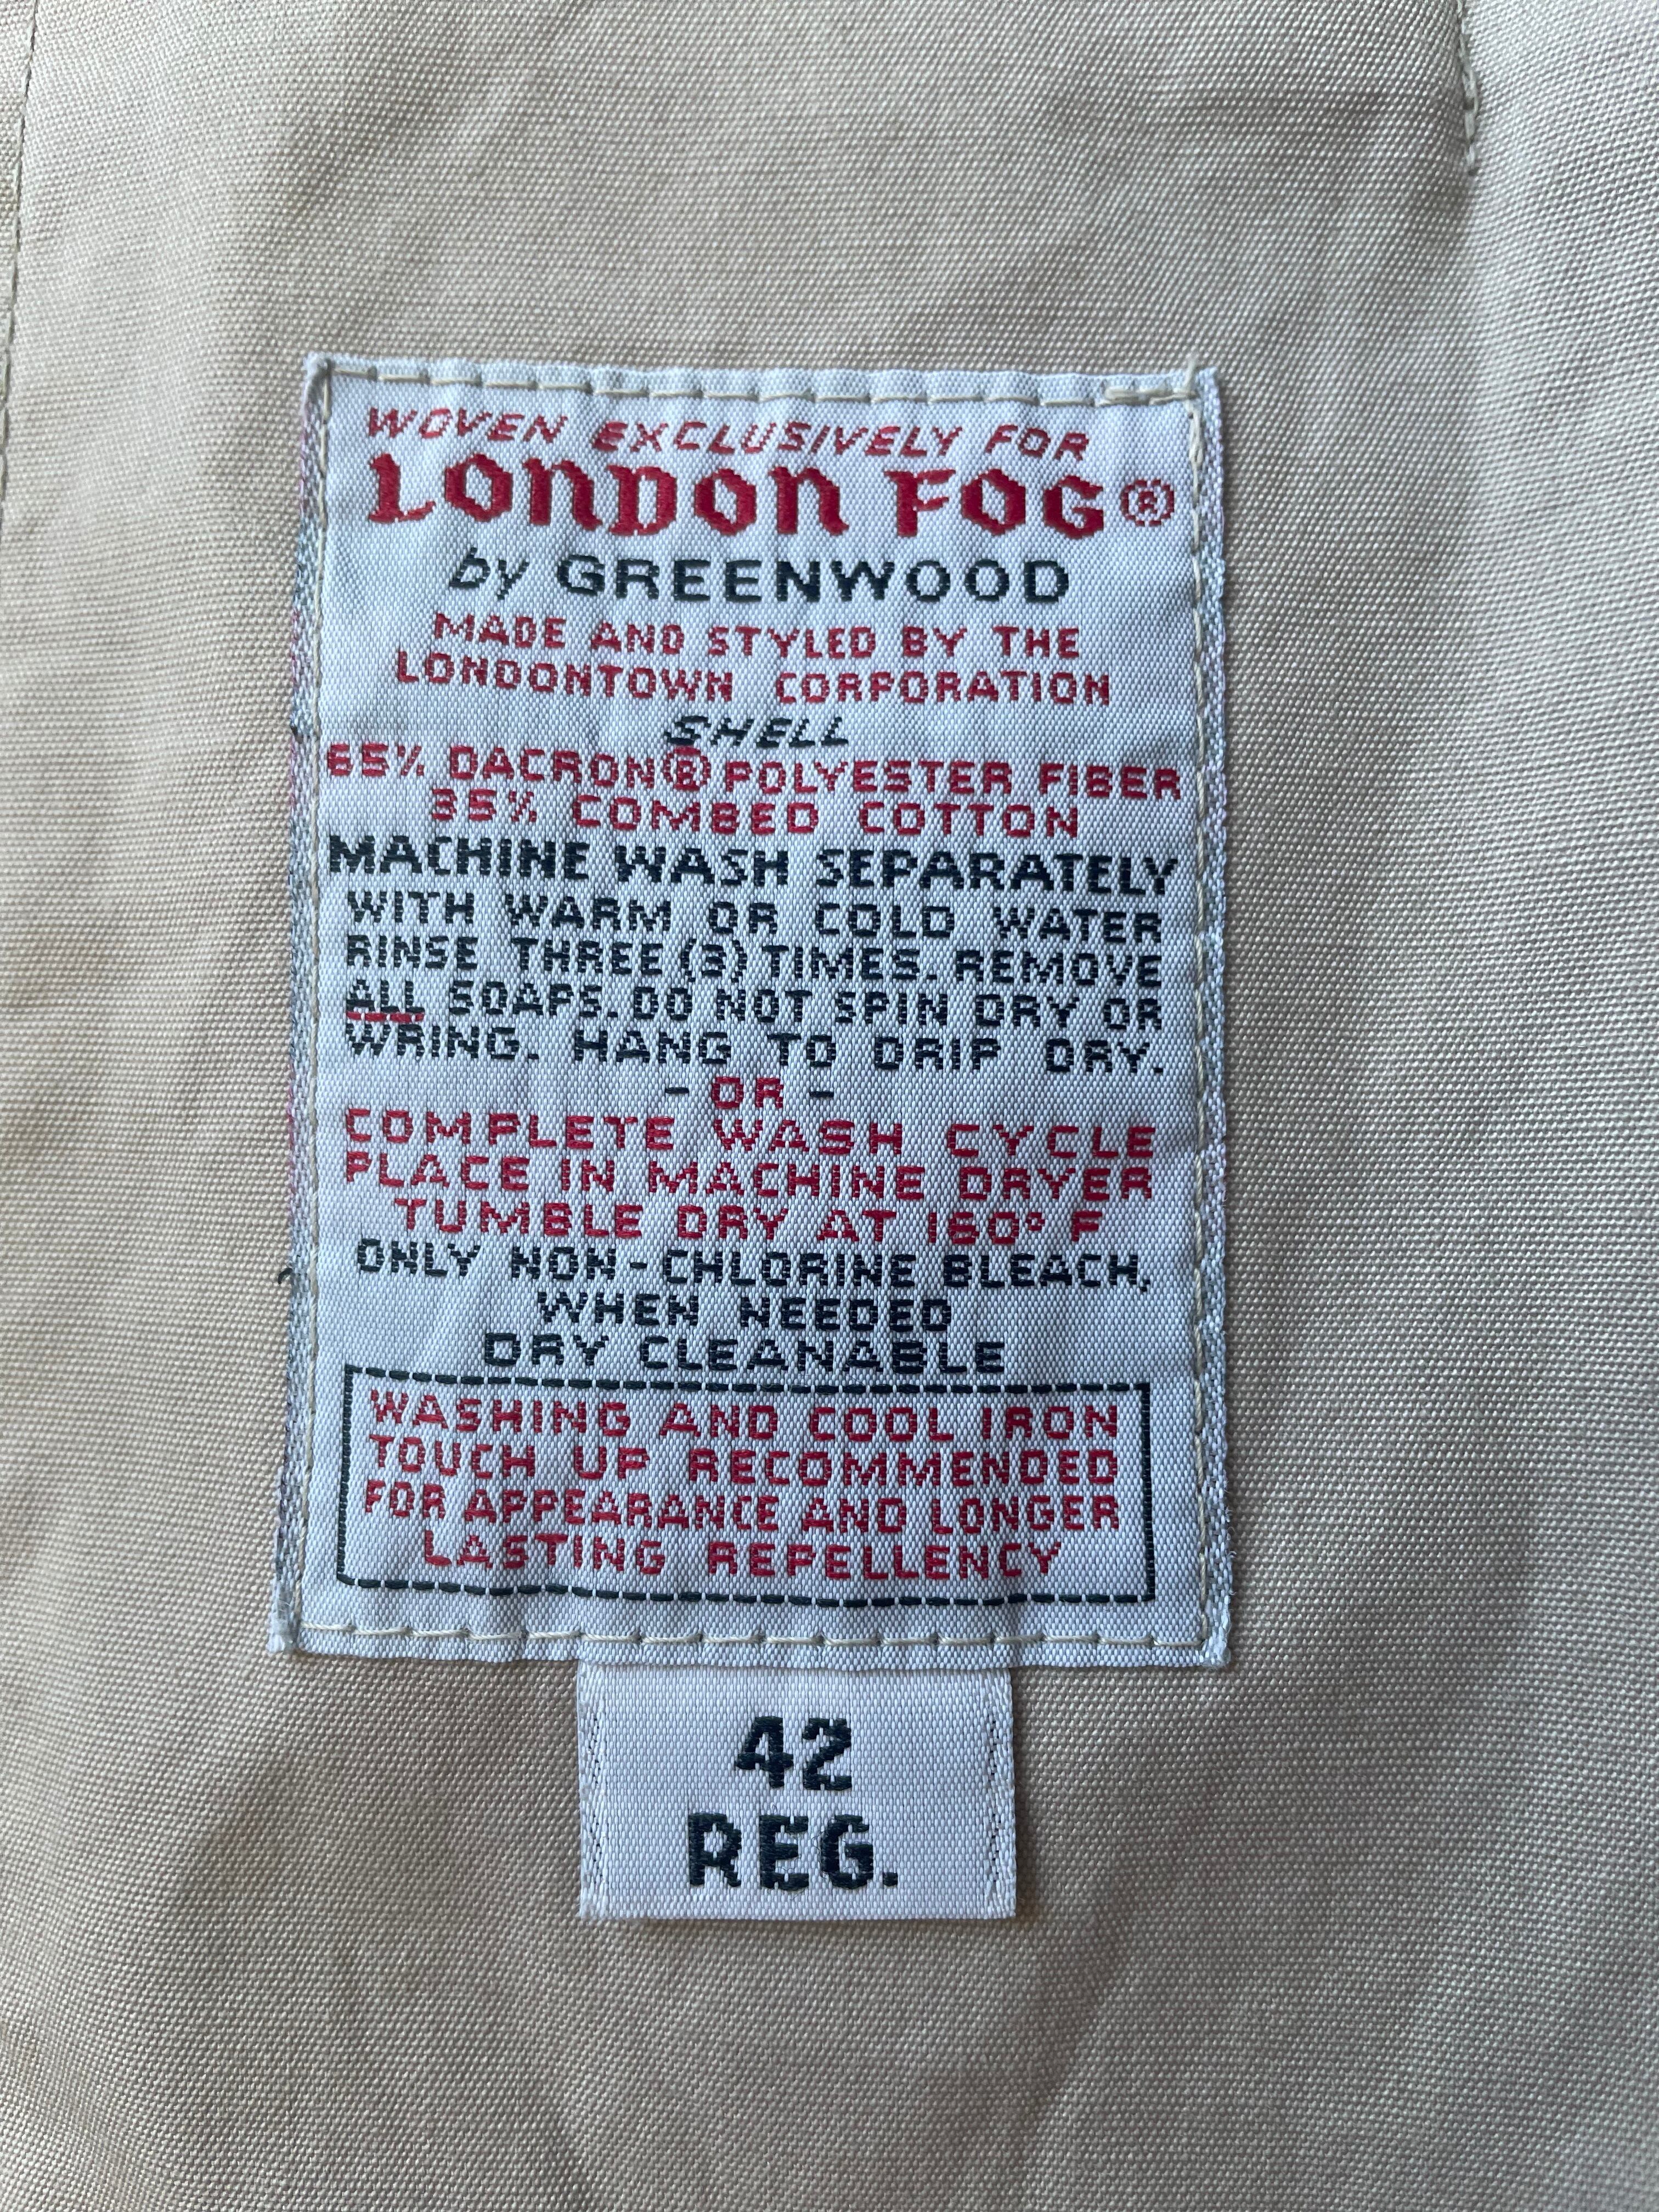 WOVEN EXCLUSIVELY FOR
LONDON FOG®
by GREENWOOD
MADE AND STYLED BY THE
LONDONTOWN CORPORATION
SHELL
65% DACRON® POLYESTER FIBER
35% COMBED COTTON
MACHINE WASH SEPARATELY
WITH WARM OR COLD WATER
RINSE THREE (3) TIMES. REMOVE
ALL SOAPS. DO NOT SPIN DRY OR
WRING. HANG TO DRIP DRY.
- OR -
COMPLETE WASH CYCLE
PLACE IN MACHINE DRYER
TUMBLE DRY AT 160° F
ONLY NON-CHLORINE BLEACH,
WHEN NEEDED
DRY CLEANABLE
WASHING AND COOL IRON
TOUCH UP RECOMMENDED
FOR APPEARANCE AND LONGER
LASTING REPELLENCY
42
REG.